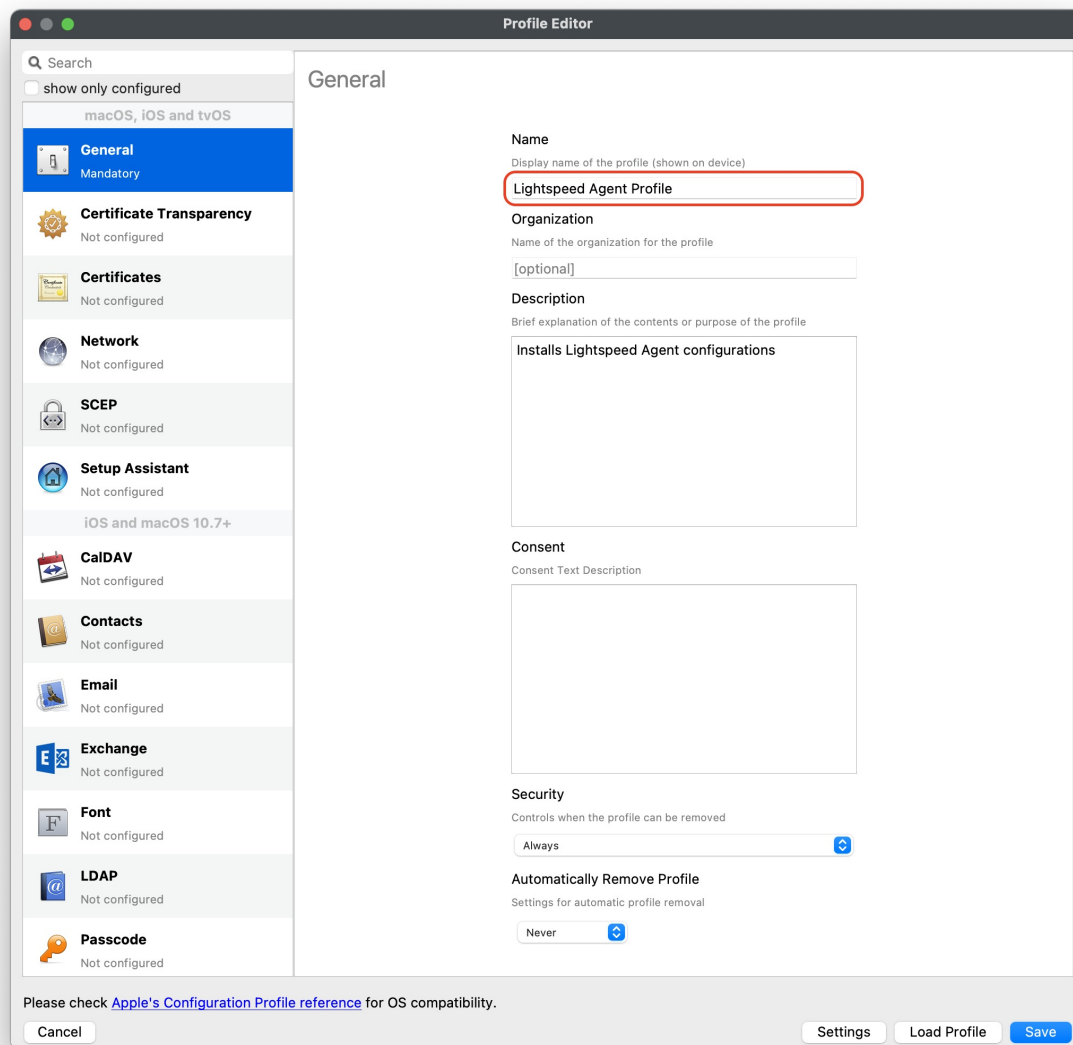 Profile Editor
Search
show only configured
macOS, iOS and tvOS
General
Mandatory
Certificate Transparency
Not configured
Certificates
Not configured
Network
Not configured
SCEP
Not configured
Setup Assistant
Not configured
iOS and macOS 10.7+
CalDAV
Not configured
Contacts
Not configured
Email
Not configured
Exchange
Not configured
Font
Not configured
LDAP
Not configured
Passcode
Not configured
General
Name
Display name of the profile (shown on device)
Lightspeed Agent Profile
Organization
Name of the organization for the profile
[optional]
Description
Brief explanation of the contents or purpose of the profile
Installs Lightspeed Agent configurations
Consent
Consent Text Description
Security
Controls when the profile can be removed
Always
Automatically Remove Profile
Settings for automatic profile removal
Never
Please check Apple's Configuration Profile reference for OS compatibility.
Cancel
Settings
Load Profile
Save